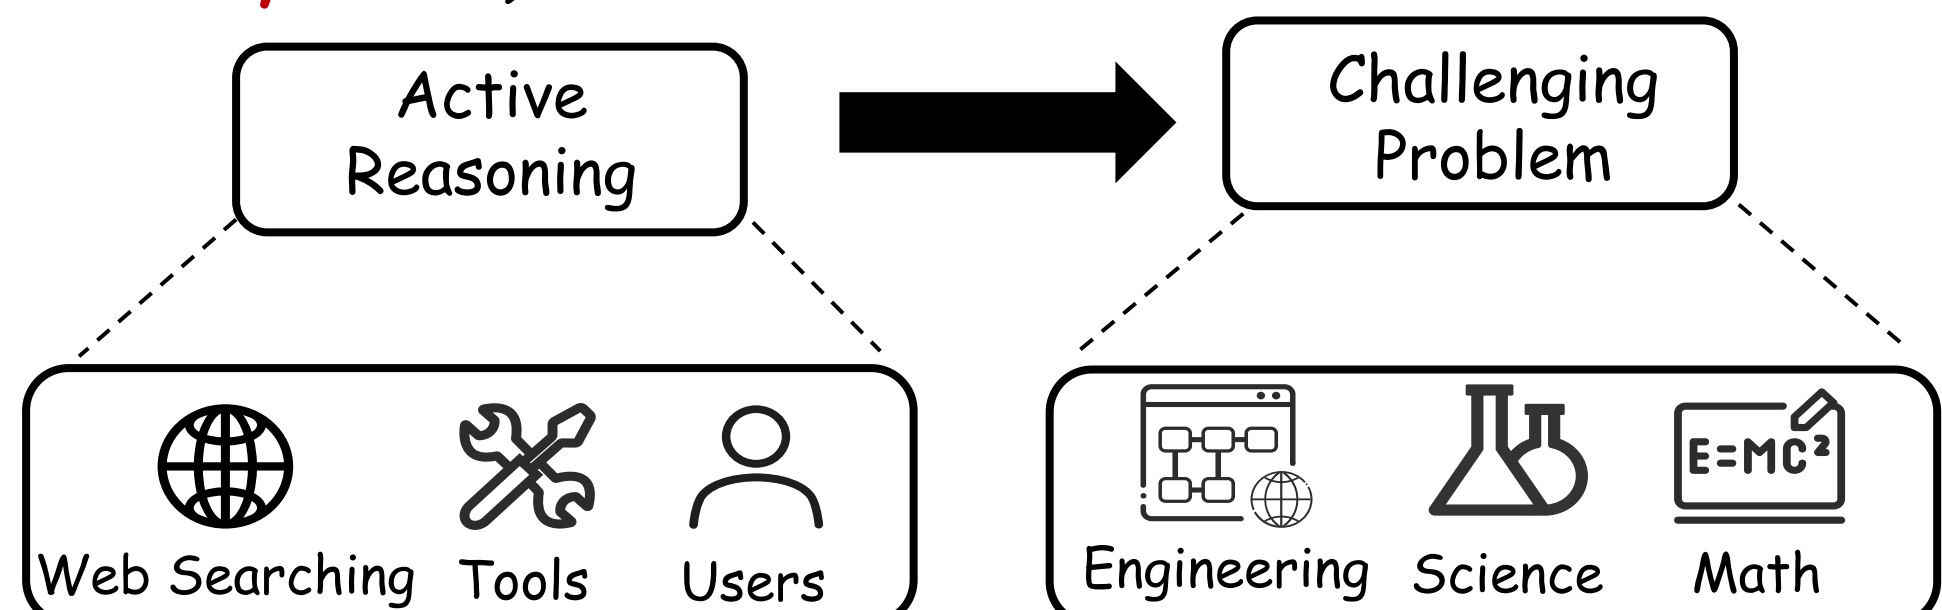 Active
Reasoning
Challenging
Problem
E=MC²
Web Searching
Tools
Users
Engineering
Science
Math